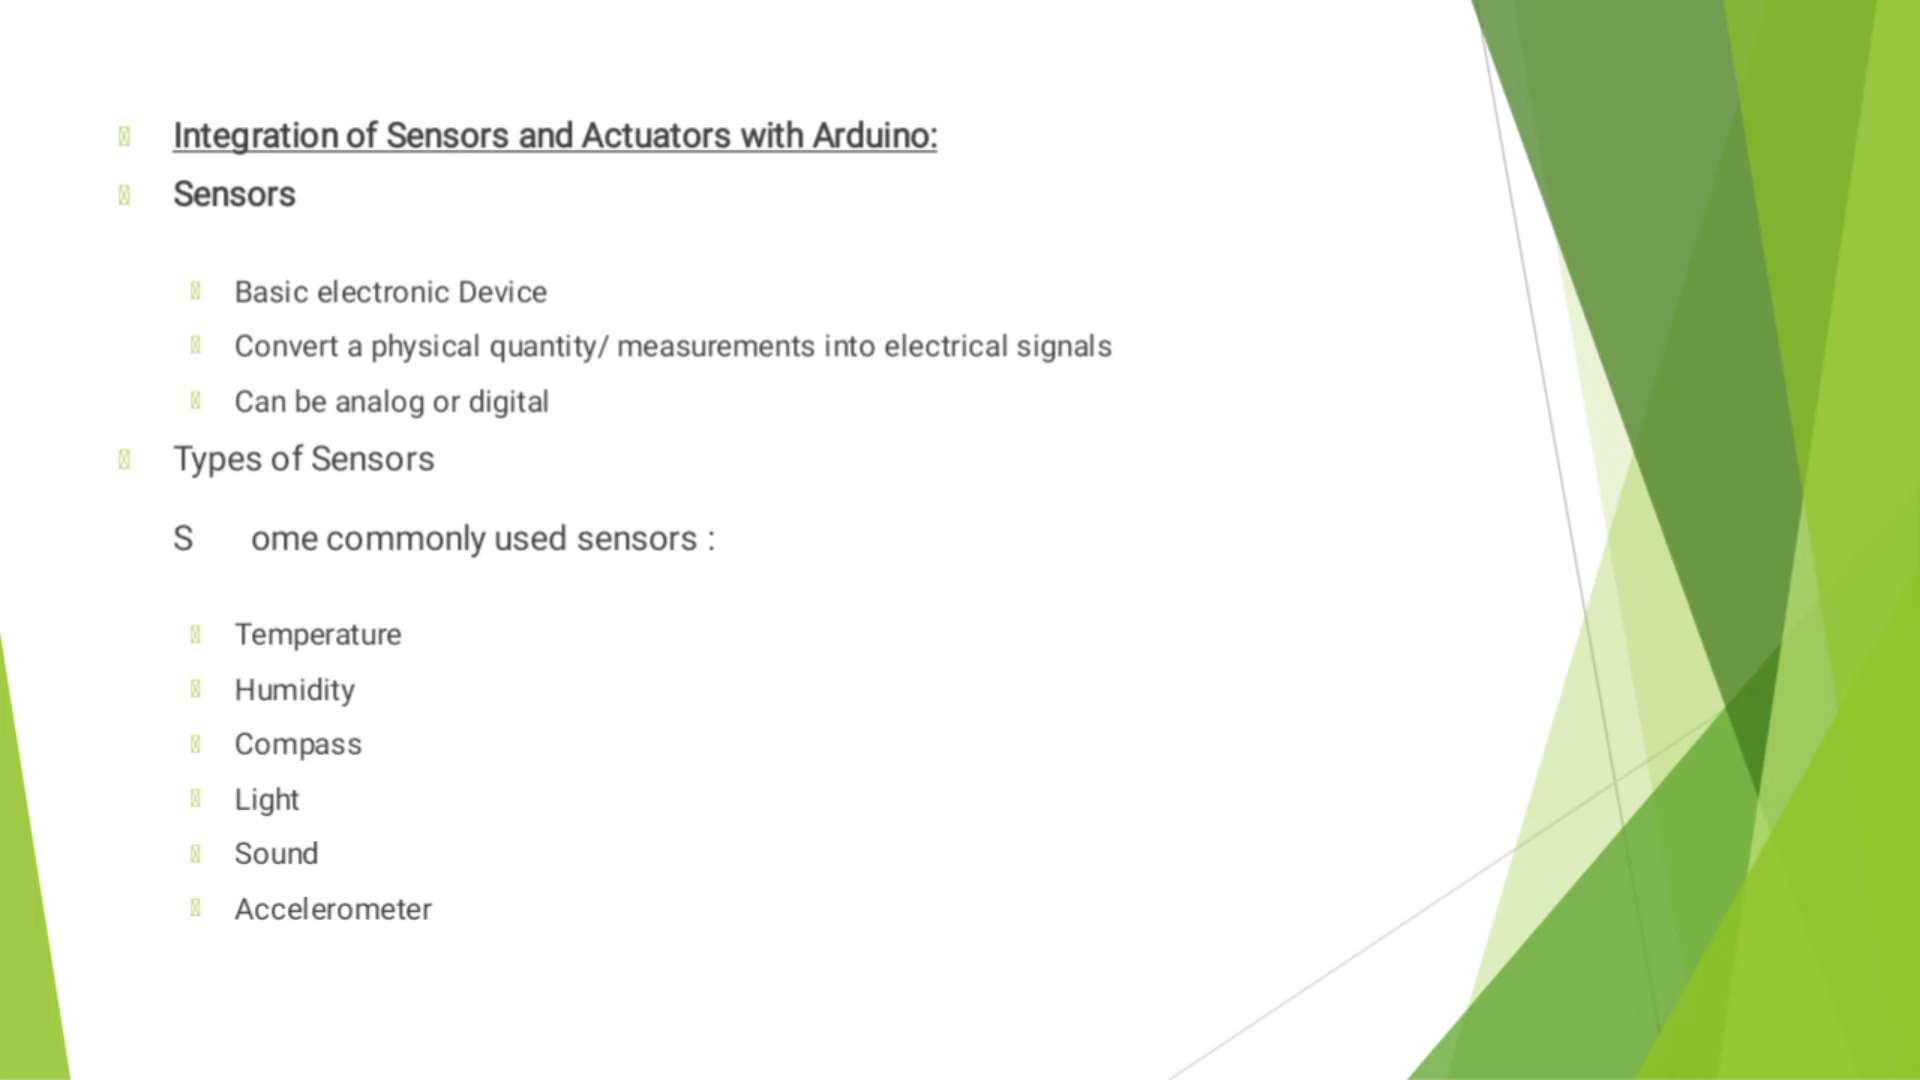 Integration of Sensors and Actuators with Arduino:
Sensors
Basic electronic Device
Convert a physical quantity/ measurements into electrical signals
Can be analog or digital
Types of Sensors
S ome commonly used sensors :
Temperature
Humidity
Compass
Light
Sound
Accelerometer